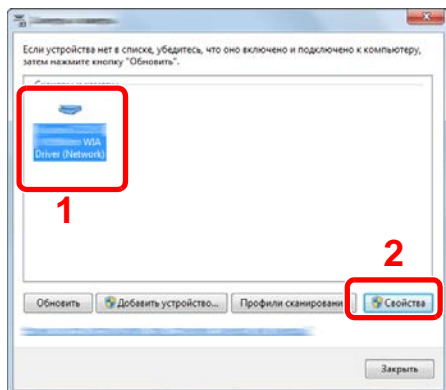 Если устройства нет в списке, убедитесь, что оно включено и подключено к компьютеру,
затем нажмите кнопку "Обновить".
WIA
Driver (Network)
1
2
Обновить
Добавить устройство...
Профили сканировани
Свойства
Закрыть